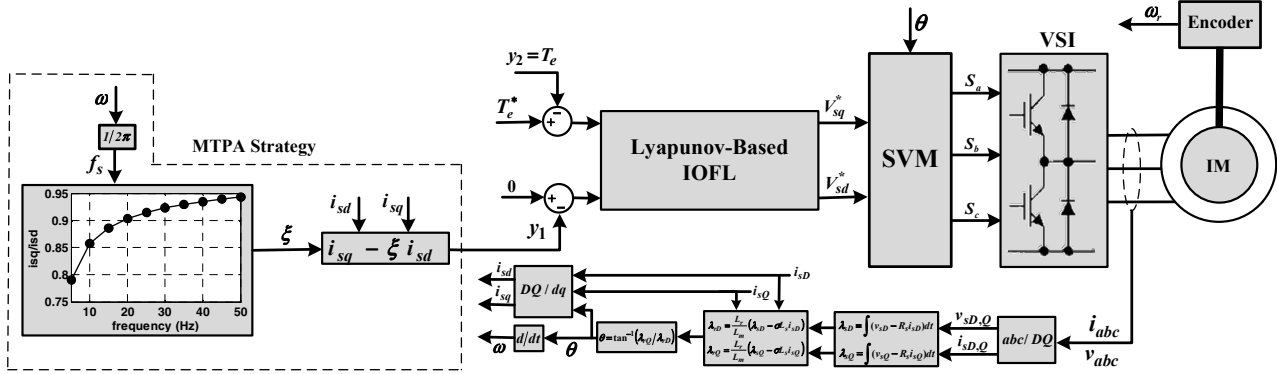 ω
1/2π
f_s
MTPA Strategy
0.95
0.9
0.85
0.8
0.75
10 20 30 40 50
isq/isd
frequency (Hz)
ξ
i_sd i_sq
i_sq − ξ i_sd
y_2=T_e
T_e^*
+ −
0
+ −
y_1
Lyapunov-Based
IOFL
V_sq^*
V_sd^*
θ
SVM
S_a
S_b
S_c
VSI
ω_r
Encoder
IM
i_sd
i_sq
DQ/dq
i_sD
i_sQ
ω
d/dt
θ
θ=tan^-1(λ_rQ/λ_rD)
λ_rD = L_r/L_m (λ_sD − σL_s i_sD)
λ_rQ = L_r/L_m (λ_sQ − σL_s i_sQ)
λ_sD = ∫(v_sD − R_s i_sD)dt
λ_sQ = ∫(v_sQ − R_s i_sQ)dt
v_sD,Q
i_sD,Q
abc/DQ
i_abc
v_abc